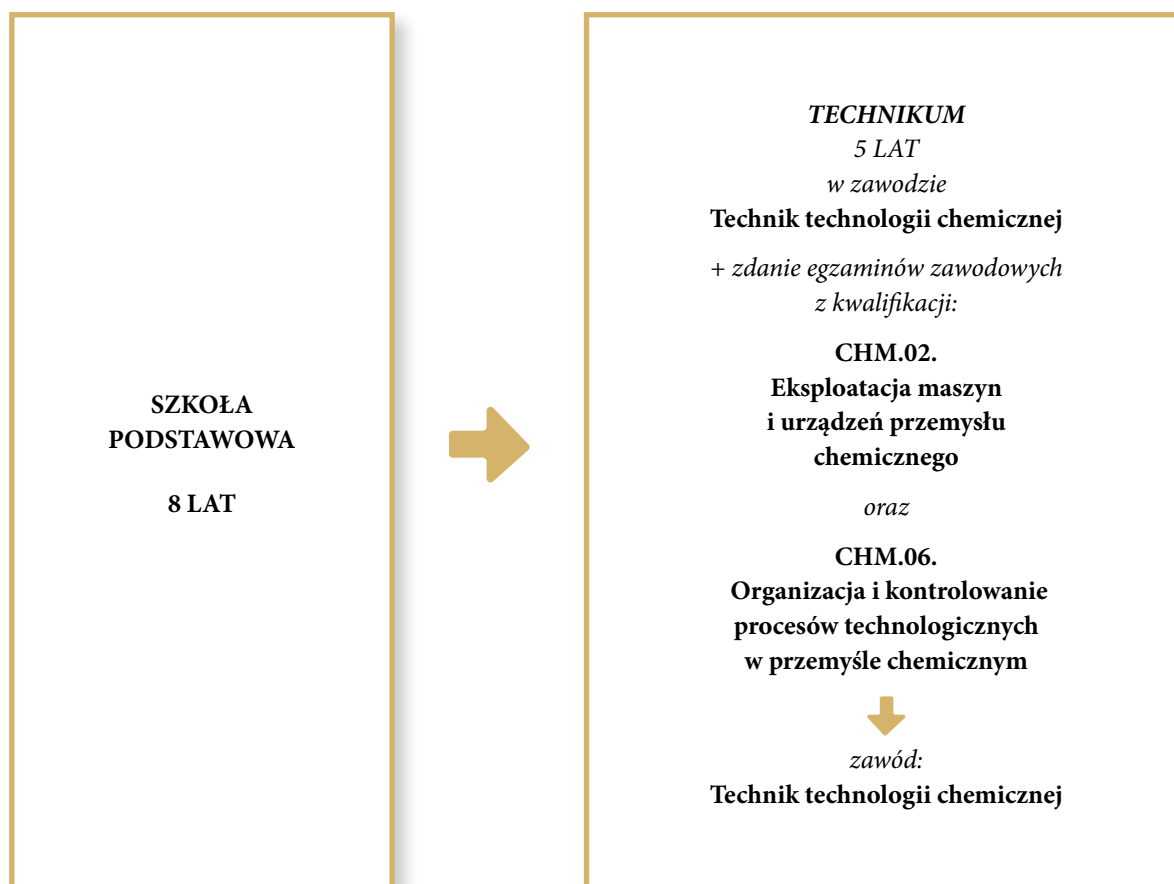 SZKOŁA
PODSTAWOWA
8 LAT
TECHNIKUM
5 LAT
w zawodzie
Technik technologii chemicznej
+ zdanie egzaminów zawodowych
z kwalifikacji:
CHM.02.
Eksploatacja maszyn
i urządzeń przemysłu
chemicznego
oraz
CHM.06.
Organizacja i kontrolowanie
procesów technologicznych
w przemyśle chemicznym
zawód:
Technik technologii chemicznej